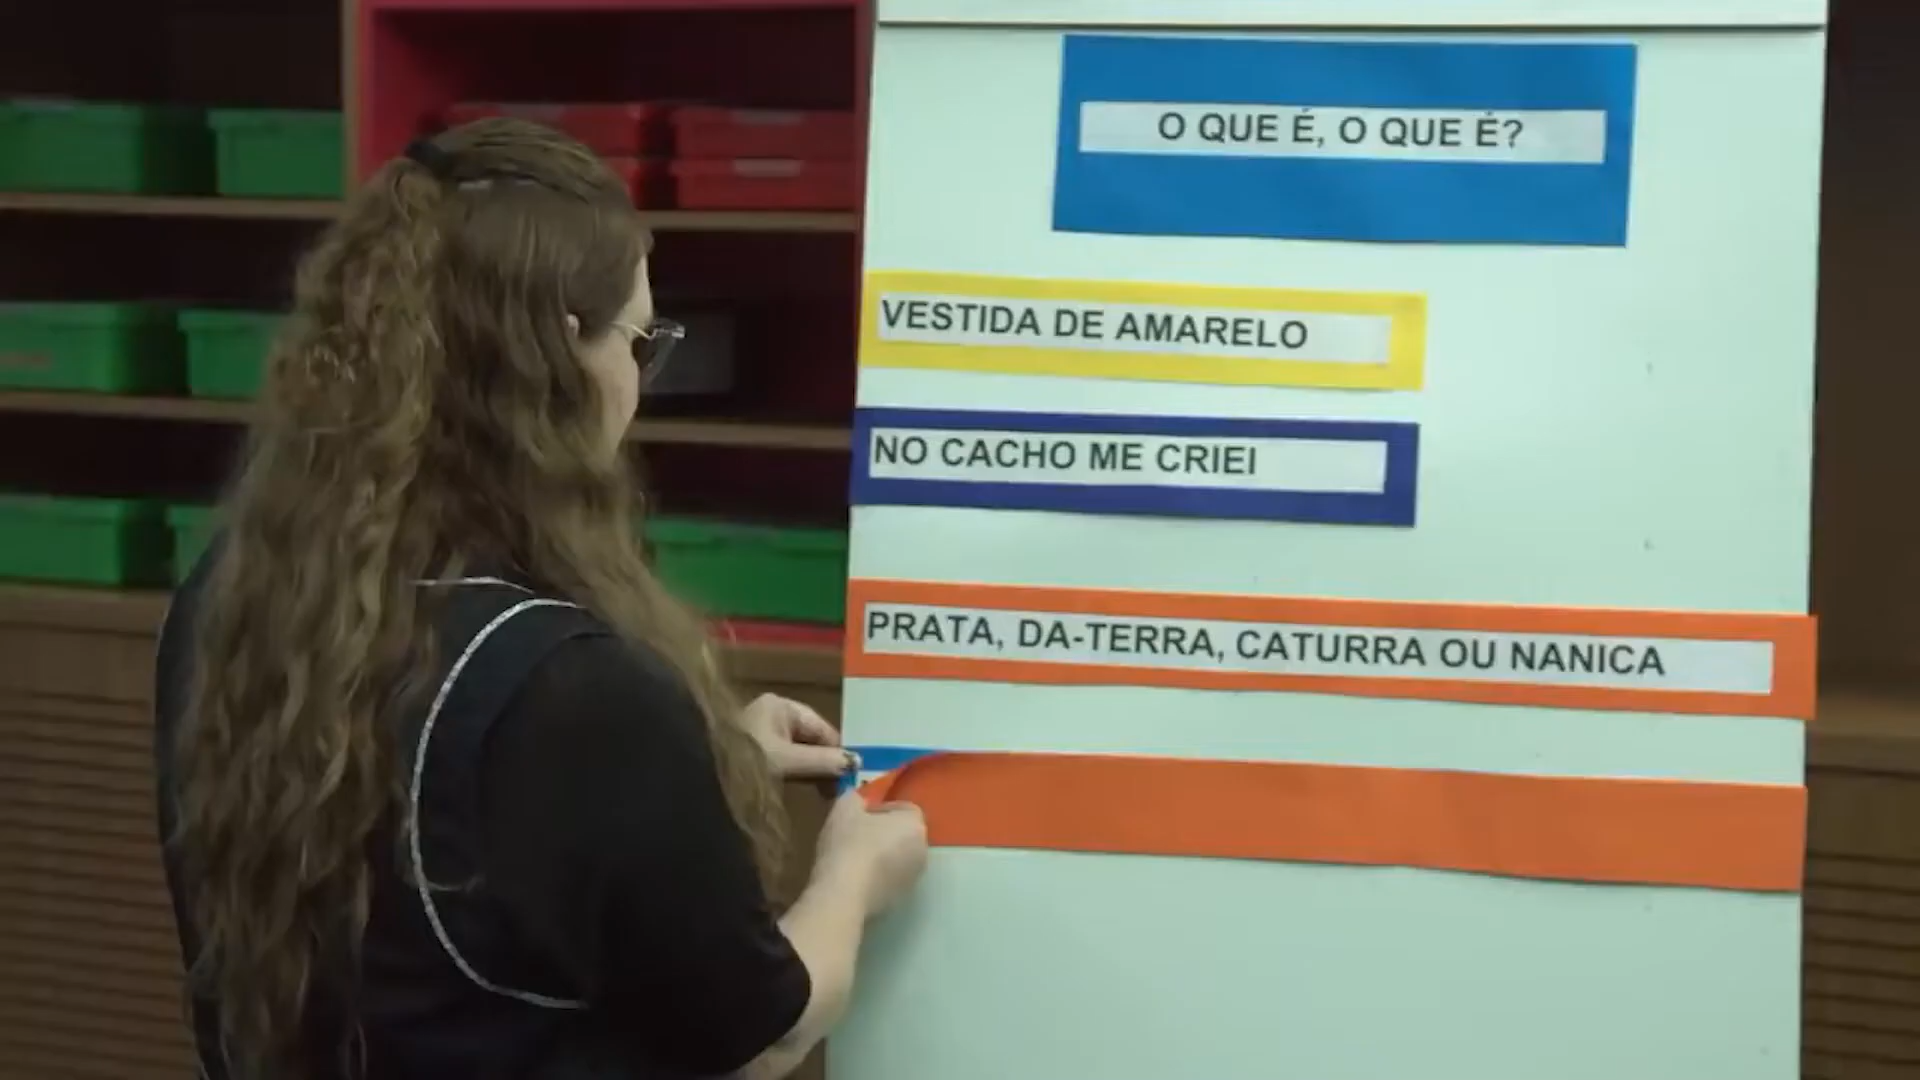 O QUE É, O QUE É?
VESTIDA DE AMARELO
NO CACHO ME CRIEI
PRATA, DA-TERRA, CATURRA OU NANICA